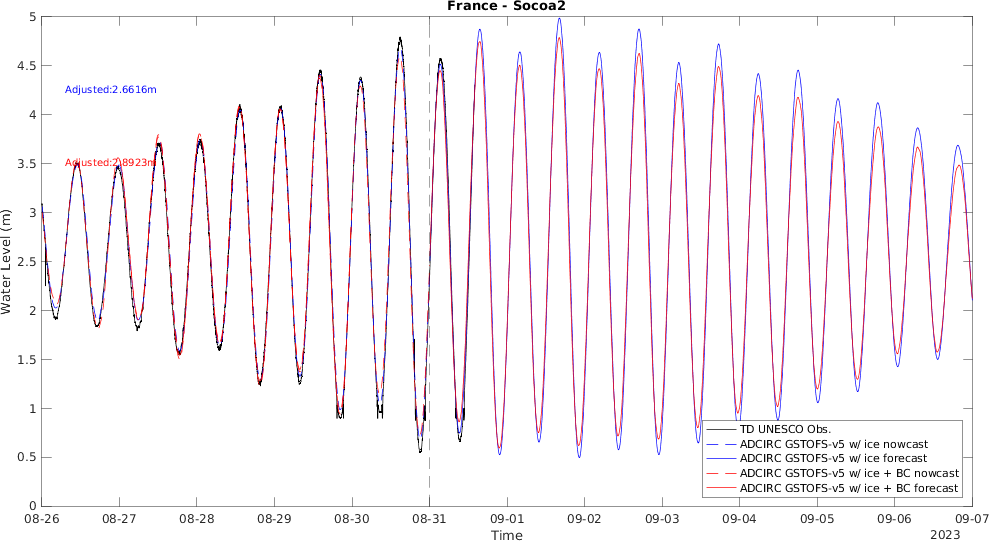 France - Socoa2
5
4.5
4
3.5
3
2.5
2
1.5
1
0.5
0
Water Level (m)
Adjusted:2.6616m
Adjusted:2.8923m
TD UNESCO Obs.
ADCIRC GSTOFS-v5 w/ ice nowcast
ADCIRC GSTOFS-v5 w/ ice forecast
ADCIRC GSTOFS-v5 w/ ice + BC nowcast
ADCIRC GSTOFS-v5 w/ ice + BC forecast
08-26 08-27 08-28 08-29 08-30 08-31 09-01 09-02 09-03 09-04 09-05 09-06 09-07
Time
2023